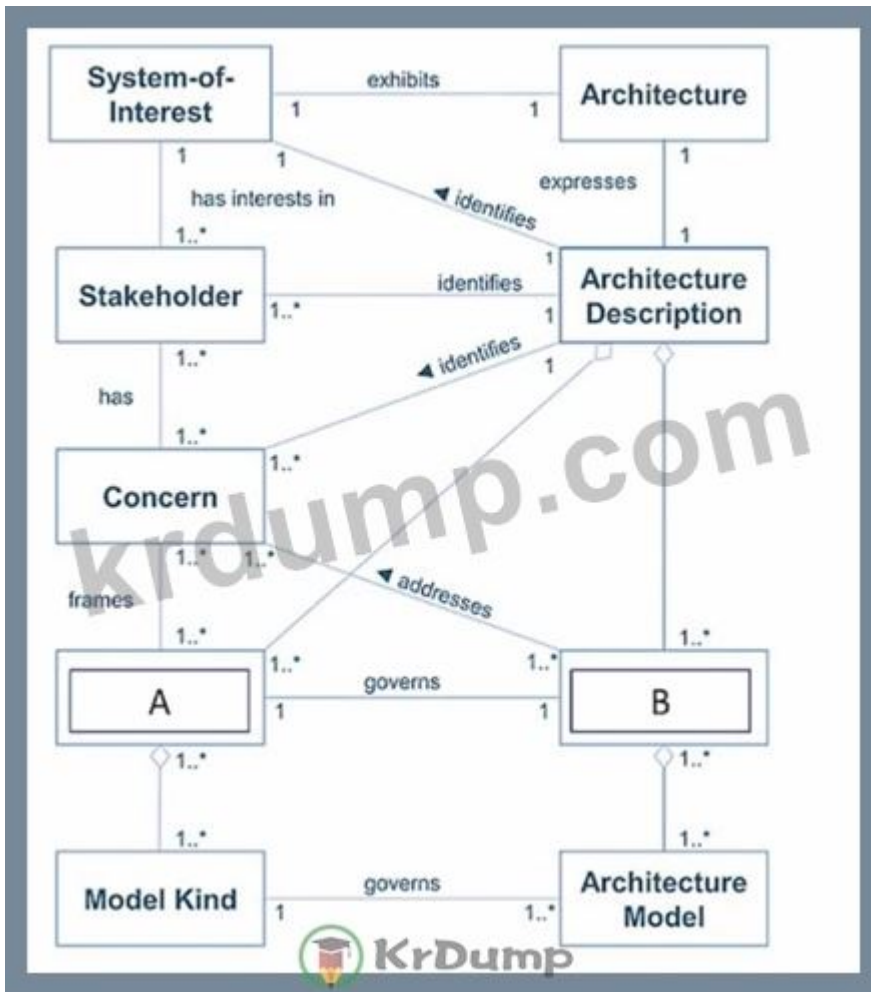 System-of-
Interest
exhibits
Architecture
1
1
1
1
1
has interests in
expresses
identifies
1..*
1
1
Stakeholder
identifies
Architecture
Description
1..*
1
1..*
identifies
1
has
1..*
1..*
Concern
krdump.com
1..*
1..*
addresses
frames
1..*
1..*
1..*
1..*
A
governs
B
1
1
1..*
1..*
1..*
1..*
Model Kind
governs
Architecture
Model
1
1..*
KrDump